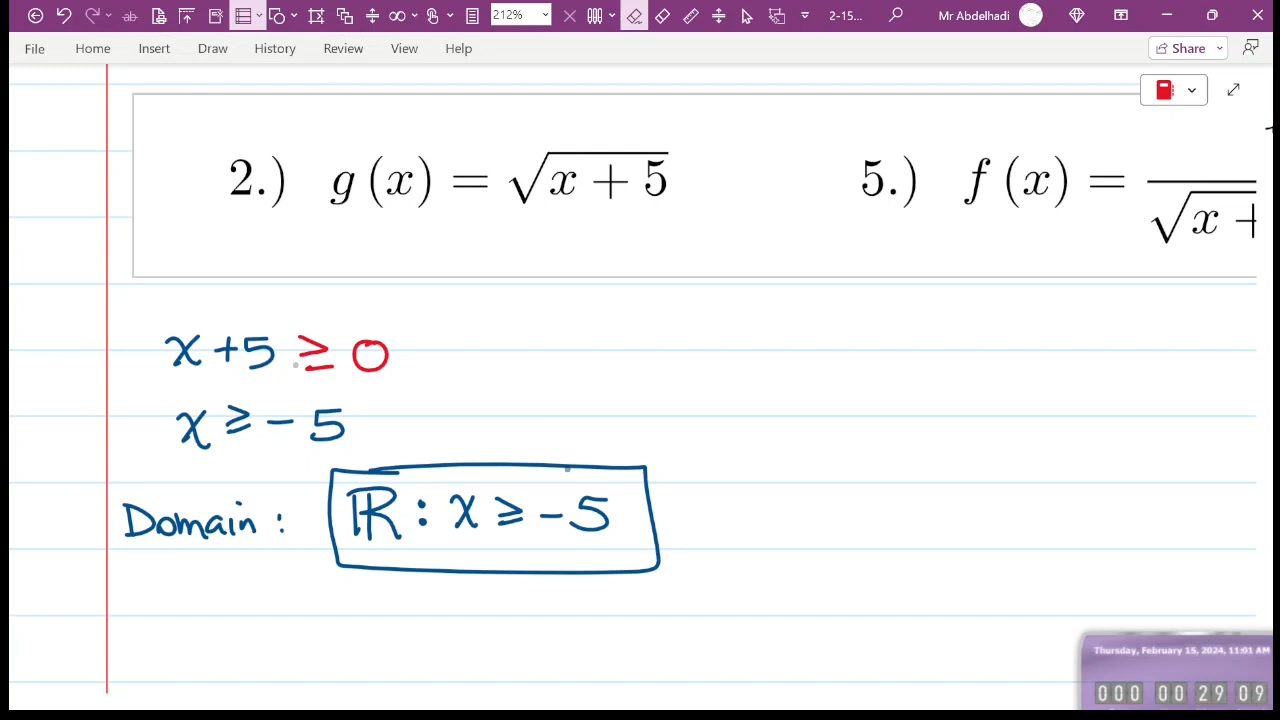 212%
2-15...
Mr Abdelhadi
File Home Insert Draw History Review View Help
Share
2.) g(x) = √(x + 5)
5.) f(x) = √(x +
x + 5 ≥ 0
x ≥ - 5
Domain : ℝ : x ≥ - 5
Thursday, February 15, 2024, 11:01 AM
000 00 29 09